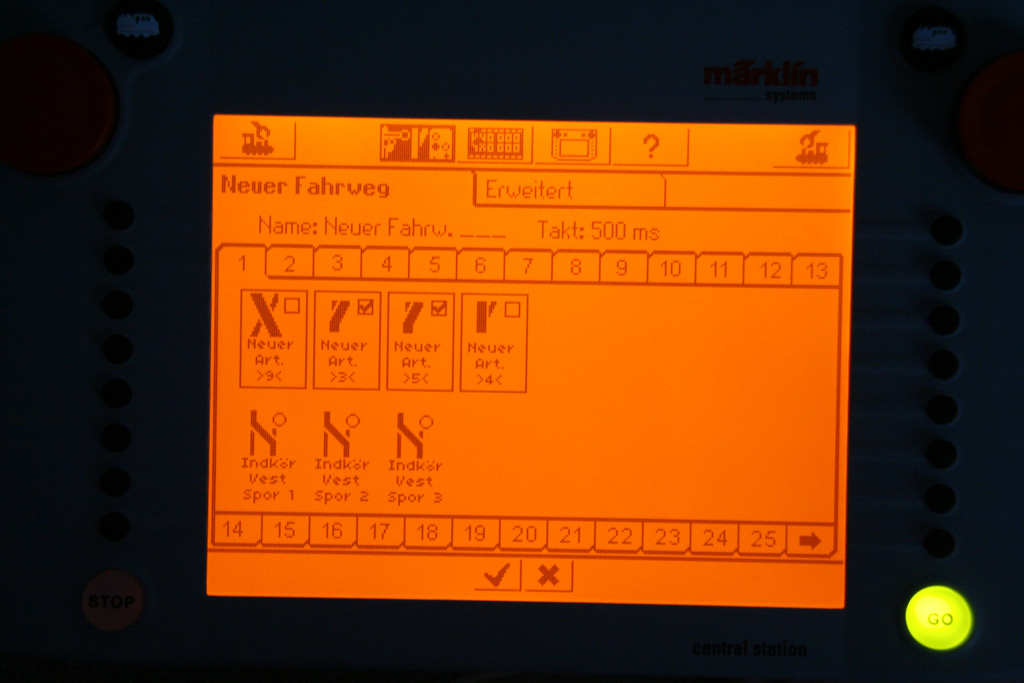 märklin
systems
?
Neuer Fahrweg
Erweitert
Name: Neuer Fahrw. _ _ _ Takt: 500 ms
1 2 3 4 5 6 7 8 9 10 11 12 13
Neuer Art. >9<
Neuer Art. >3<
Neuer Art. >5<
Neuer Art. >4<
Indkör Vest Spor 1
Indkör Vest Spor 2
Indkör Vest Spor 3
14 15 16 17 18 19 20 21 22 23 24 25
STOP
GO
central station